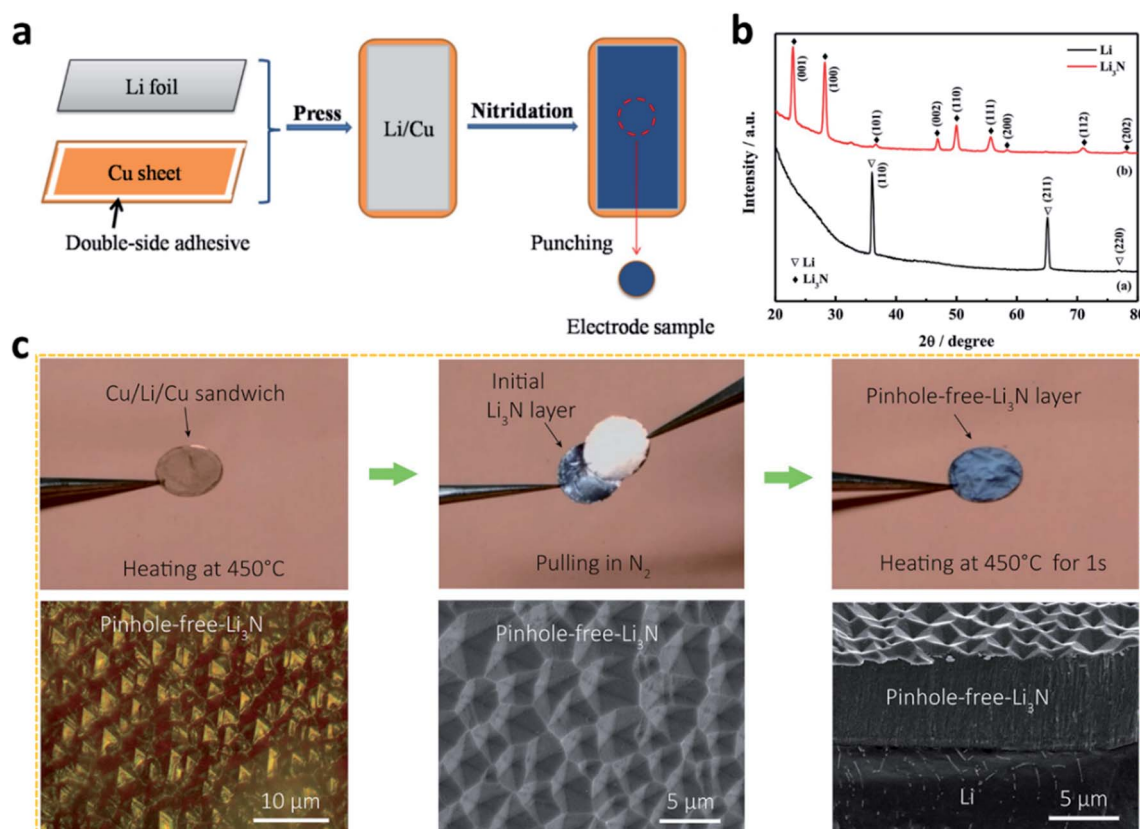 a
Li foil
Cu sheet
Double-side adhesive
Press
Li/Cu
Nitridation
Punching
Electrode sample
b
Intensity / a.u.
Li
Li₃N
(001)
(100)
(101)
(002)
(110)
(111)
(200)
(112)
(202)
(b)
(110)
(211)
(220)
(a)
▽ Li
♦ Li₃N
20 30 40 50 60 70 80
2θ / degree
c
Cu/Li/Cu sandwich
Heating at 450°C
Initial
Li₃N layer
Pulling in N₂
Pinhole-free-Li₃N layer
Heating at 450°C for 1s
Pinhole-free-Li₃N
10 µm
Pinhole-free-Li₃N
5 µm
Pinhole-free-Li₃N
Li
5 µm